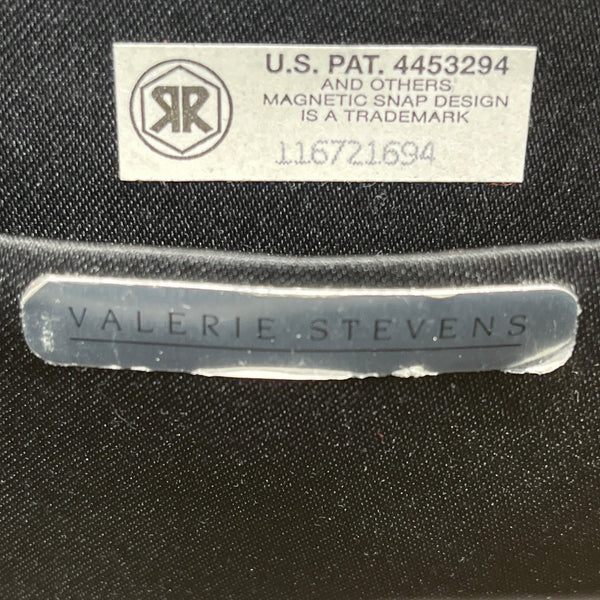 RR
U.S. PAT. 4453294
AND OTHERS
MAGNETIC SNAP DESIGN
IS A TRADEMARK
116721694
VALERIE STEVENS